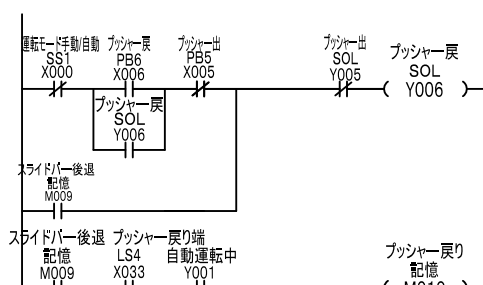 運転モード手動/自動 プッシャー戻 プッシャー出 プッシャー出 プッシャー戻
SS1 PB6 PB5 SOL SOL
X000 X006 X005 Y005 Y006
プッシャー戻
SOL
Y006
スライドバー後退
記憶
M009
スライドバー後退 プッシャー戻り端 プッシャー戻り
記憶 LS4 自動運転中 記憶
M009 X033 Y001 M010